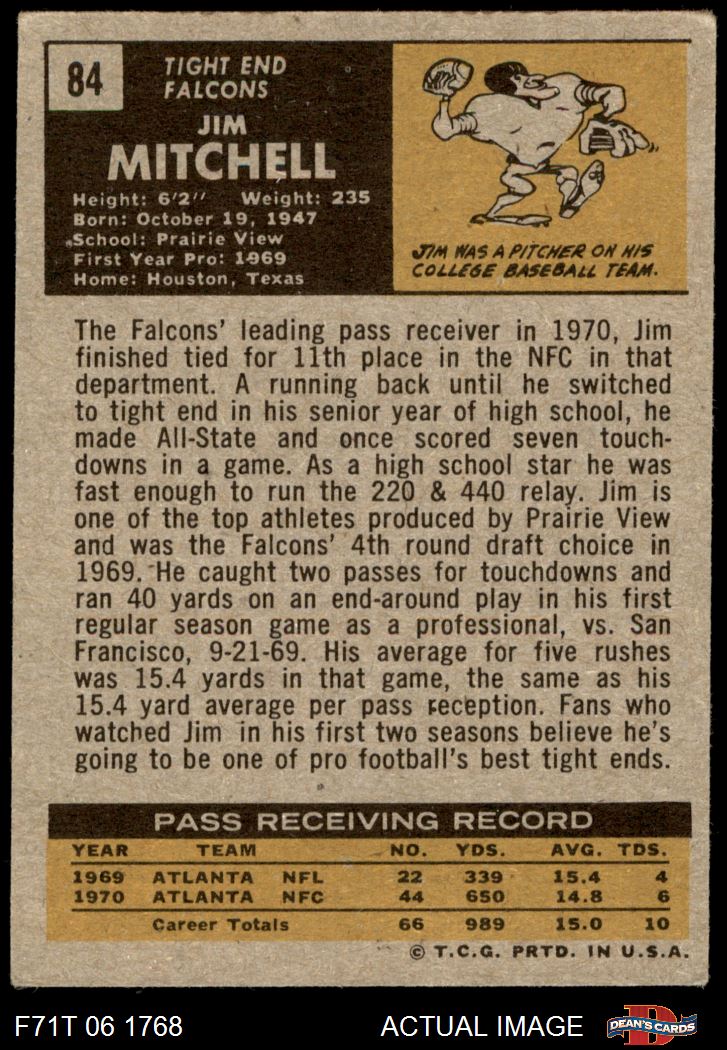 84
TIGHT END
FALCONS
JIM
MITCHELL
Height: 6'2" Weight: 235
Born: October 19, 1947
School: Prairie View
First Year Pro: 1969
Home: Houston, Texas
JIM WAS A PITCHER ON HIS
COLLEGE BASEBALL TEAM.
The Falcons' leading pass receiver in 1970, Jim
finished tied for 11th place in the NFC in that
department. A running back until he switched
to tight end in his senior year of high school, he
made All-State and once scored seven touch-
downs in a game. As a high school star he was
fast enough to run the 220 & 440 relay. Jim is
one of the top athletes produced by Prairie View
and was the Falcons' 4th round draft choice in
1969. He caught two passes for touchdowns and
ran 40 yards on an end-around play in his first
regular season game as a professional, vs. San
Francisco, 9-21-69. His average for five rushes
was 15.4 yards in that game, the same as his
15.4 yard average per pass reception. Fans who
watched Jim in his first two seasons believe he's
going to be one of pro football's best tight ends.
PASS RECEIVING RECORD
YEAR TEAM NO. YDS. AVG. TDS.
1969 ATLANTA NFL 22 339 15.4 4
1970 ATLANTA NFC 44 650 14.8 6
Career Totals 66 989 15.0 10
© T.C.G. PRTD. IN U.S.A.
F71T 06 1768 ACTUAL IMAGE DEAN'S CARDS